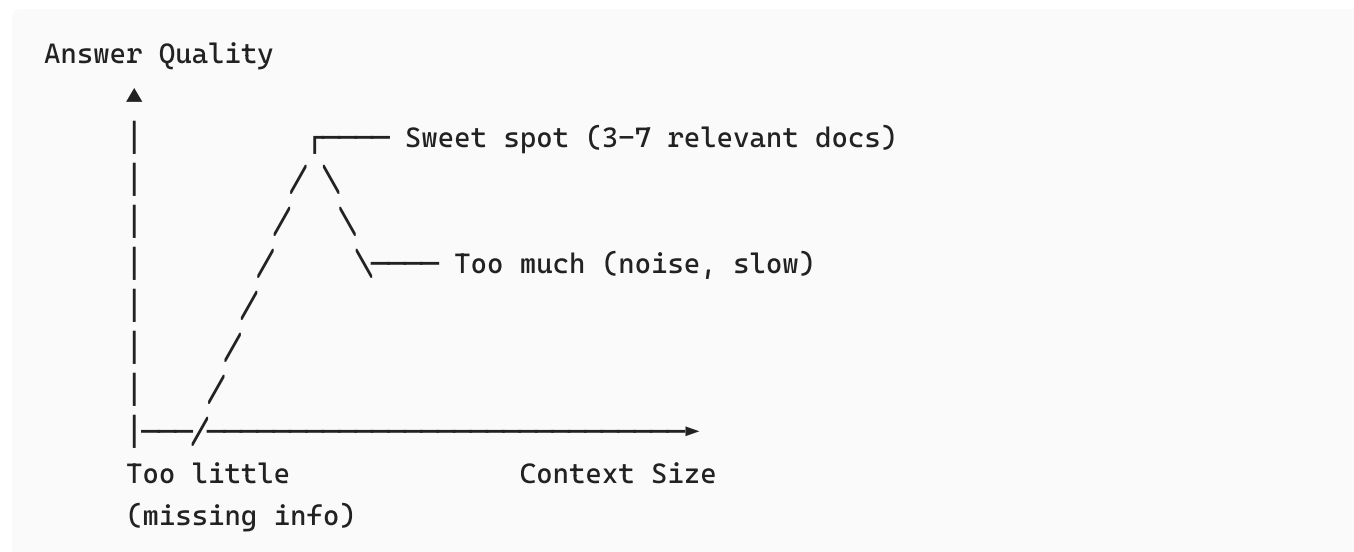 Answer Quality
Sweet spot (3-7 relevant docs)
Too much (noise, slow)
Too little
Context Size
(missing info)